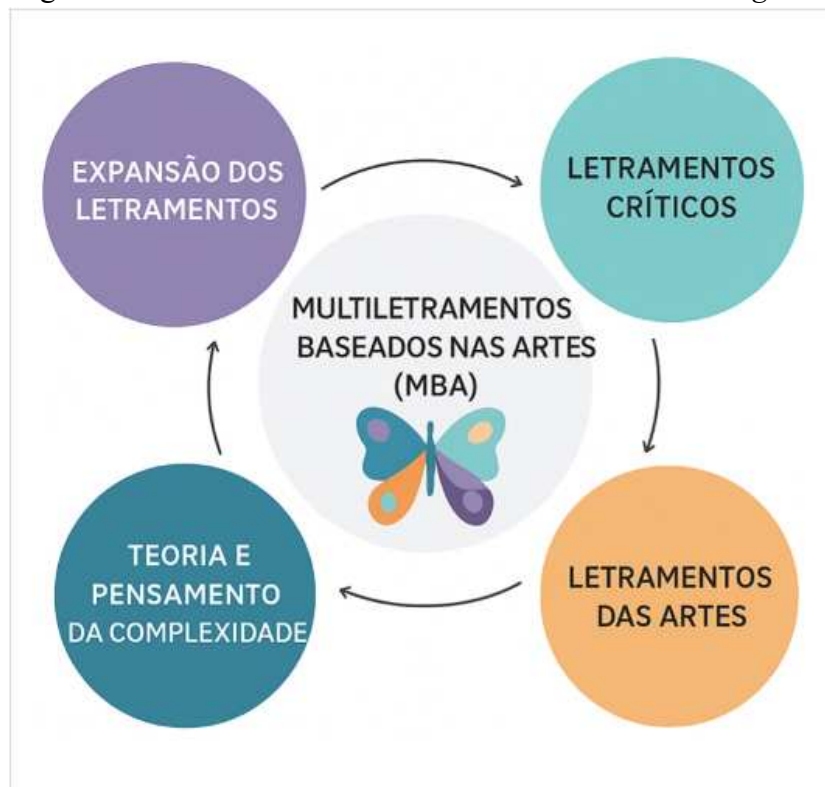 EXPANSÃO DOS
LETRAMENTOS
LETRAMENTOS
CRÍTICOS
MULTILETRAMENTOS
BASEADOS NAS ARTES
(MBA)
TEORIA E
PENSAMENTO
DA COMPLEXIDADE
LETRAMENTOS
DAS ARTES